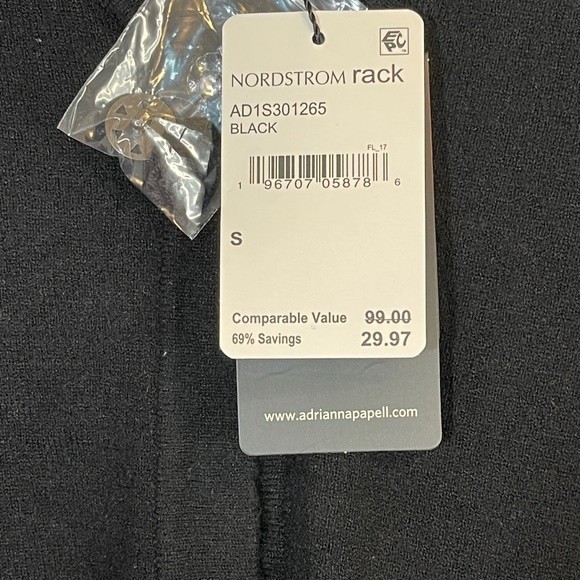 EPC
NORDSTROM rack
AD1S301265
BLACK
FL_17
1 96707 05878 6
S
Comparable Value 99.00
69% Savings 29.97
www.adriannapapell.com